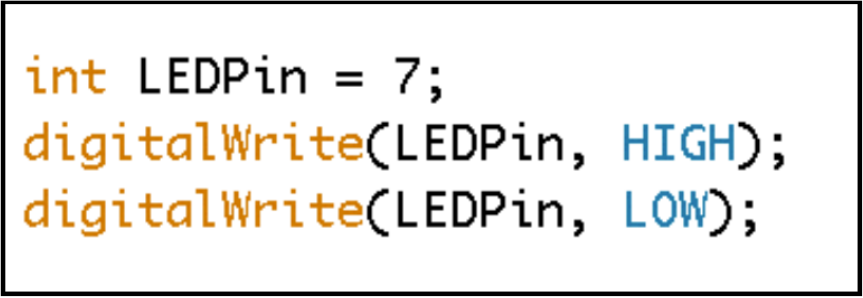 int LEDPin = 7;
digitalWrite(LEDPin, HIGH);
digitalWrite(LEDPin, LOW);